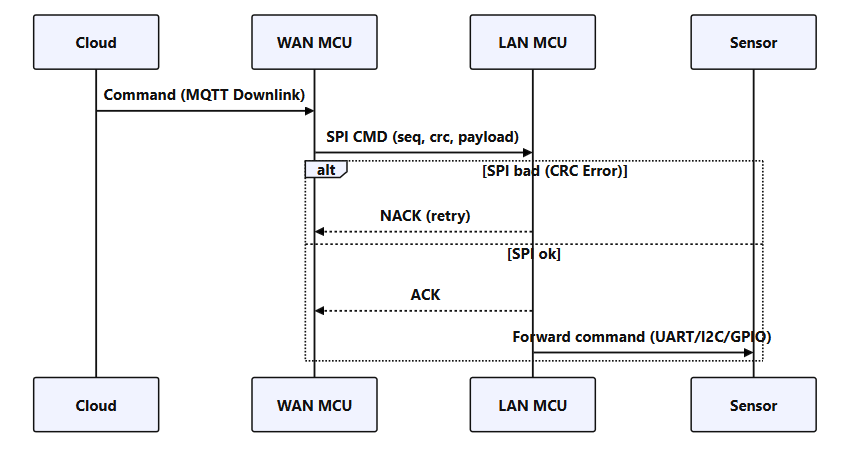 Cloud
WAN MCU
LAN MCU
Sensor
Command (MQTT Downlink)
SPI CMD (seq, crc, payload)
alt
[SPI bad (CRC Error)]
NACK (retry)
[SPI ok]
ACK
Forward command (UART/I2C/GPIO)
Cloud
WAN MCU
LAN MCU
Sensor